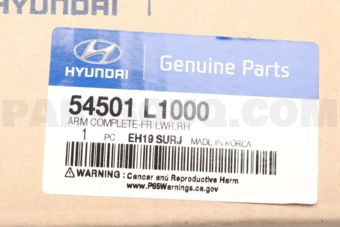 HYUNDAI
HYUNDAI
Genuine Parts
54501 L1000
ARM COMPLETE-FR LWR,RH
1 PC EH19 SURJ MADE IN KOREA
WARNING : Cancer and Reproductive Harm
www.P65Warnings.ca.gov